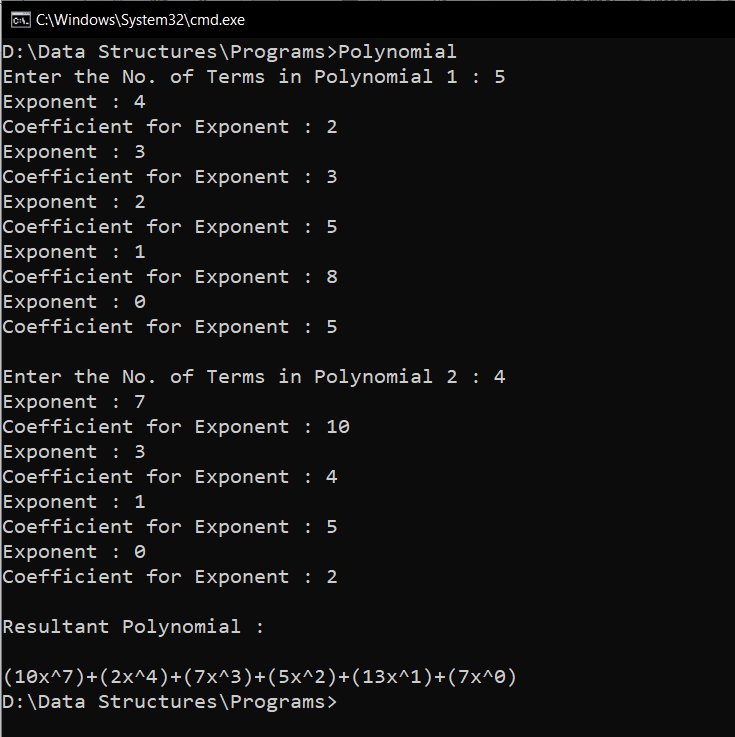 C:\Windows\System32\cmd.exe
D:\Data Structures\Programs>Polynomial
Enter the No. of Terms in Polynomial 1 : 5
Exponent : 4
Coefficient for Exponent : 2
Exponent : 3
Coefficient for Exponent : 3
Exponent : 2
Coefficient for Exponent : 5
Exponent : 1
Coefficient for Exponent : 8
Exponent : 0
Coefficient for Exponent : 5
Enter the No. of Terms in Polynomial 2 : 4
Exponent : 7
Coefficient for Exponent : 10
Exponent : 3
Coefficient for Exponent : 4
Exponent : 1
Coefficient for Exponent : 5
Exponent : 0
Coefficient for Exponent : 2
Resultant Polynomial :
(10x^7)+(2x^4)+(7x^3)+(5x^2)+(13x^1)+(7x^0)
D:\Data Structures\Programs>